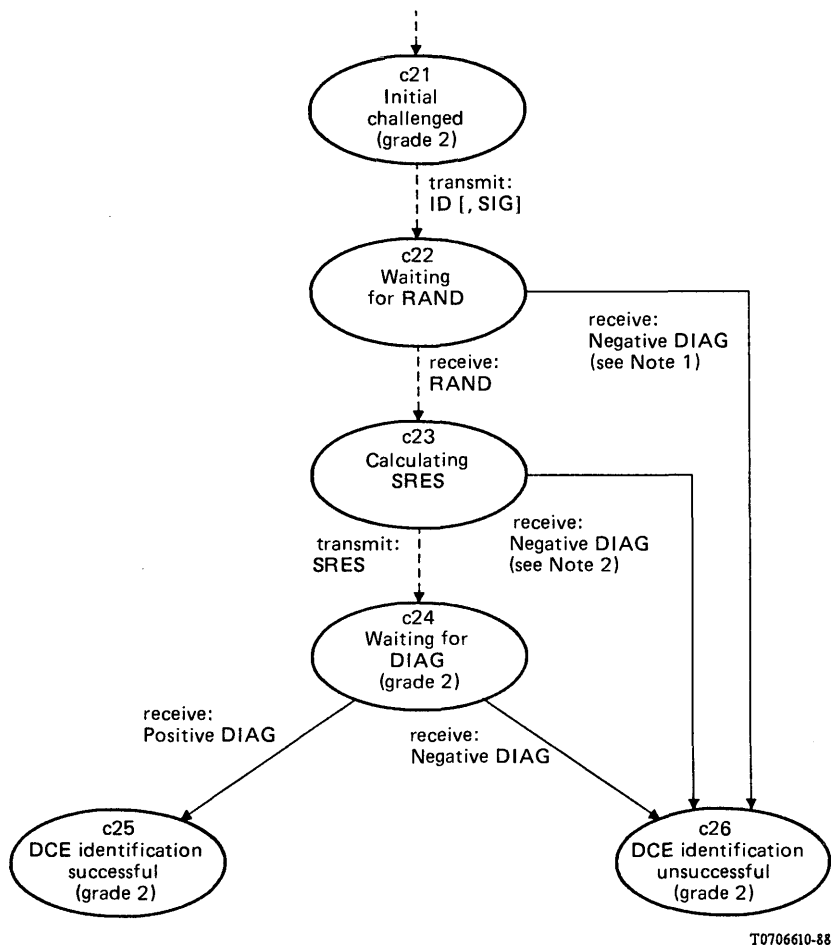 c21
Initial
challenged
(grade 2)
transmit:
ID [, SIG]
c22
Waiting
for RAND
receive:
Negative DIAG
(see Note 1)
receive:
RAND
c23
Calculating
SRES
receive:
Negative DIAG
(see Note 2)
transmit:
SRES
c24
Waiting for
DIAG
(grade 2)
receive:
Positive DIAG
receive:
Negative DIAG
c25
DCE identification
successful
(grade 2)
c26
DCE identification
unsuccessful
(grade 2)
T0706610-88